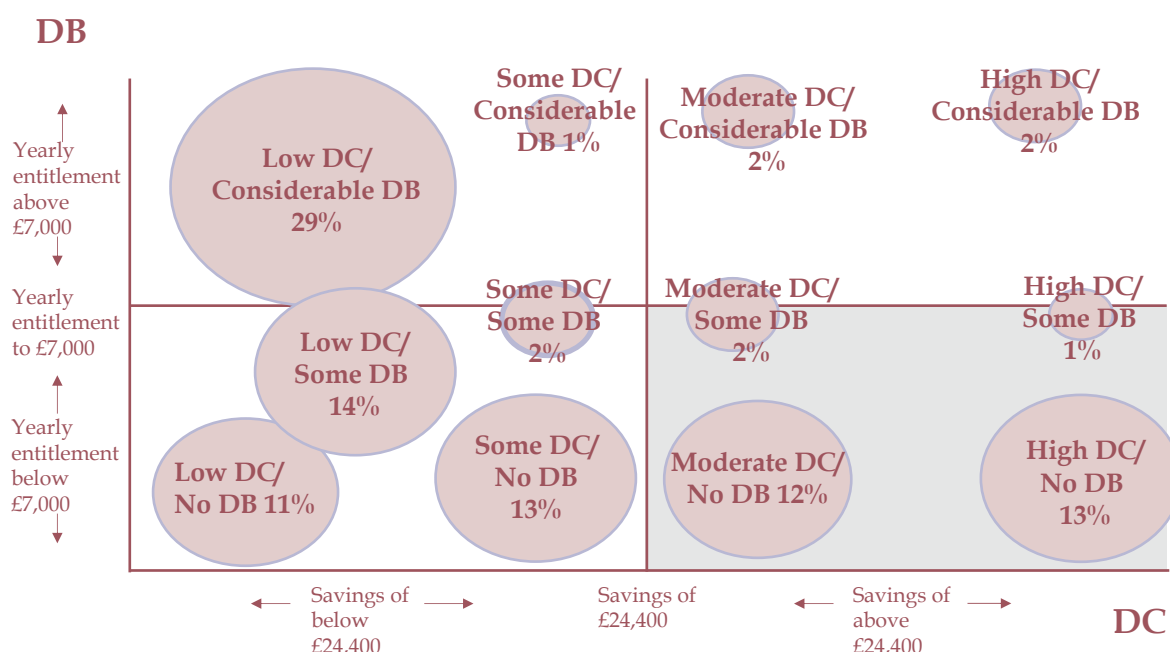 DB
Yearly
entitlement
above
£7,000
Yearly
entitlement
to £7,000
Yearly
entitlement
below
£7,000
Low DC/
Considerable DB
29%
Some DC/
Considerable
DB 1%
Moderate DC/
Considerable DB
2%
High DC/
Considerable DB
2%
Low DC/
Some DB
14%
Some DC/
Some DB
2%
Moderate DC/
Some DB
2%
High DC/
Some DB
1%
Low DC/
No DB 11%
Some DC/
No DB
13%
Moderate DC/
No DB 12%
High DC/
No DB
13%
Savings of
below
£24,400
Savings of
£24,400
Savings of
above
£24,400
DC